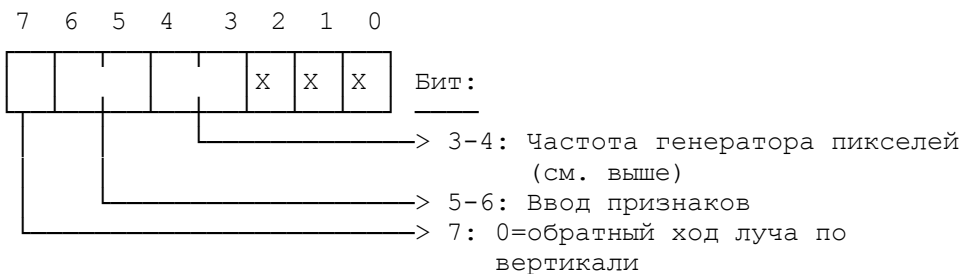 7 6 5 4 3 2 1 0
X X X Бит:
> 3-4: Частота генератора пикселей
(см. выше)
> 5-6: Ввод признаков
> 7: 0=обратный ход луча по
вертикали